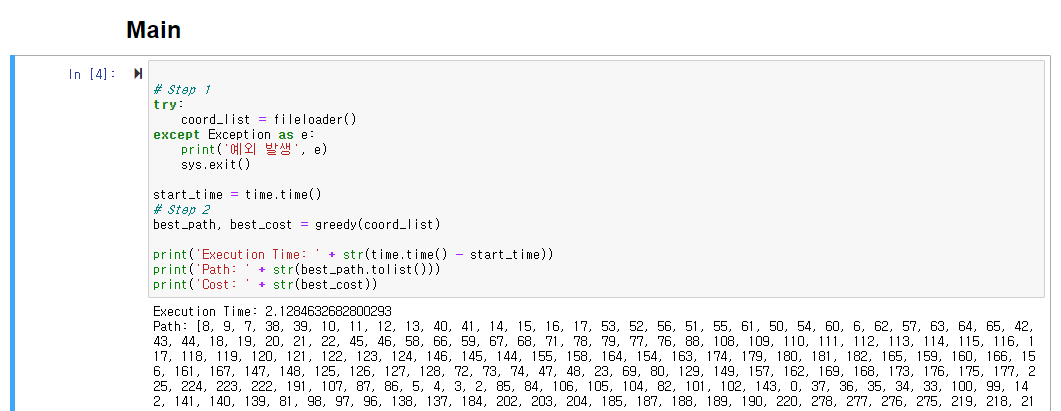 Main
In [4]:
# Step 1
try:
    coord_list = fileloader()
except Exception as e:
    print('예외 발생', e)
    sys.exit()
start_time = time.time()
# Step 2
best_path, best_cost = greedy(coord_list)
print('Execution Time: ' + str(time.time() - start_time))
print('Path: ' + str(best_path.tolist()))
print('Cost: ' + str(best_cost))
Execution Time: 2.1284632682800293
Path: [8, 9, 7, 38, 39, 10, 11, 12, 13, 40, 41, 14, 15, 16, 17, 53, 52, 56, 51, 55, 61, 50, 54, 60, 6, 62, 57, 63, 64, 65, 42,
43, 44, 18, 19, 20, 21, 22, 45, 46, 58, 66, 59, 67, 68, 71, 78, 79, 77, 76, 88, 108, 109, 110, 111, 112, 113, 114, 115, 116, 1
17, 118, 119, 120, 121, 122, 123, 124, 146, 145, 144, 155, 158, 164, 154, 163, 174, 179, 180, 181, 182, 165, 159, 160, 166, 15
6, 161, 167, 147, 148, 125, 126, 127, 128, 72, 73, 74, 47, 48, 23, 69, 80, 129, 149, 157, 162, 169, 168, 173, 176, 175, 177, 2
25, 224, 223, 222, 191, 107, 87, 86, 5, 4, 3, 2, 85, 84, 106, 105, 104, 82, 101, 102, 143, 0, 37, 36, 35, 34, 33, 100, 99, 14
2, 141, 140, 139, 81, 98, 97, 96, 138, 137, 184, 202, 203, 204, 185, 187, 188, 189, 190, 220, 278, 277, 276, 275, 219, 218, 21